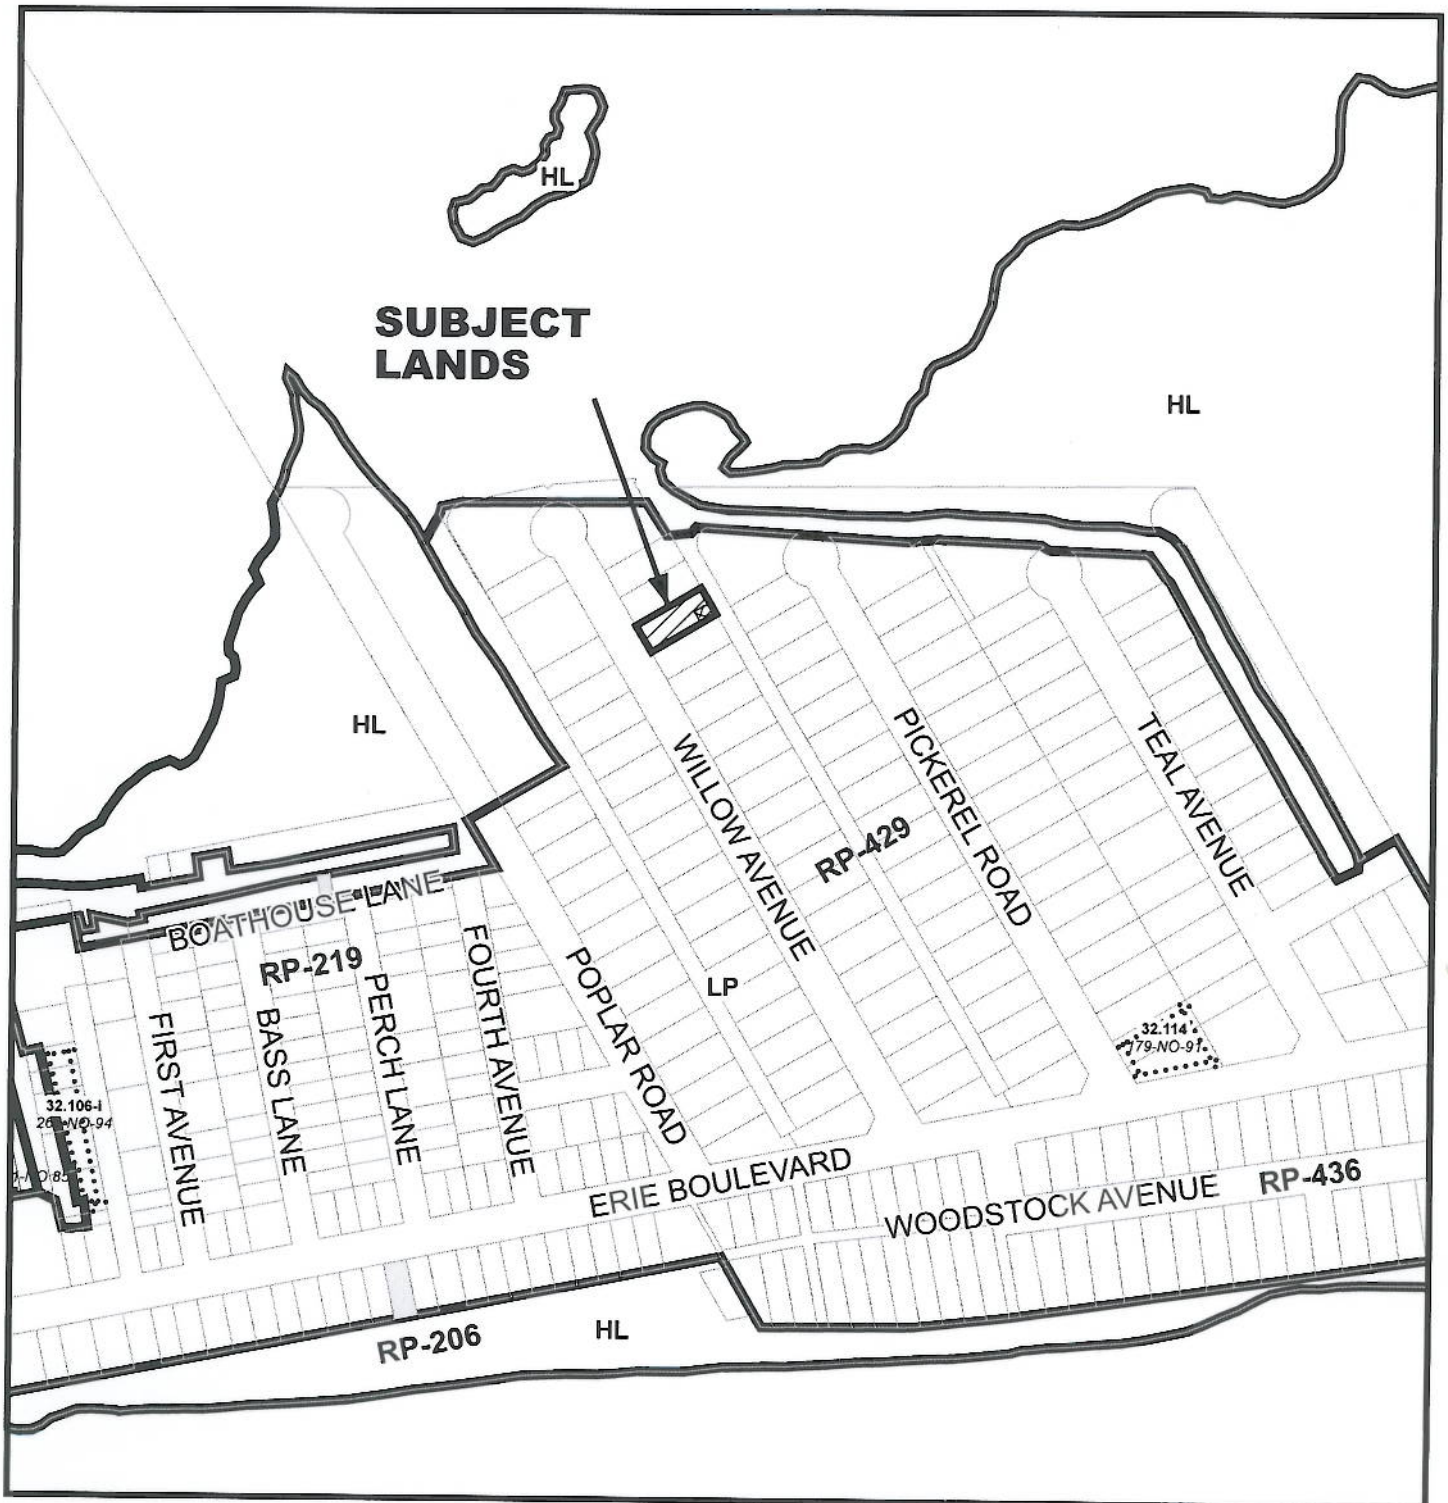 HL
SUBJECT
LANDS
HL
HL
WILLOW AVENUE
PICKEREL ROAD
TEAL AVENUE
RP-429
BOATHOUSE LANE
RP-219
FIRST AVENUE
BASS LANE
PERCH LANE
FOURTH AVENUE
POPLAR ROAD
LP
32.114
179-NO-91
32.106-i
ERIE BOULEVARD
WOODSTOCK AVENUE
RP-436
RP-206
HL